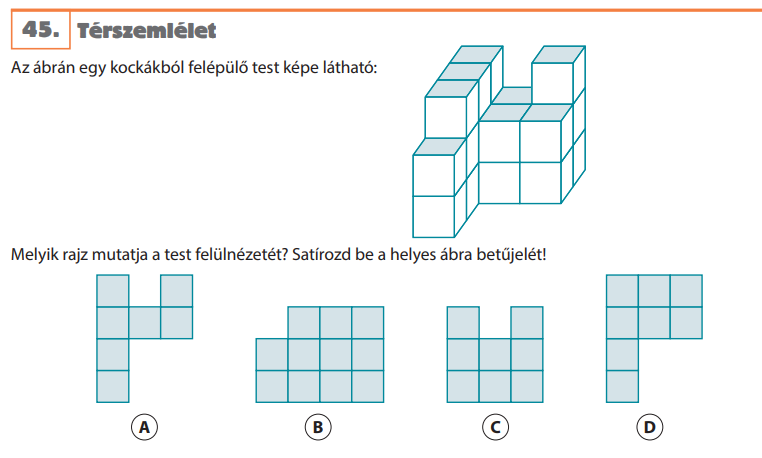 45. Térszemlélet
Az ábrán egy kockákból felépülő test képe látható:
Melyik rajz mutatja a test felülnézetét? Satírozd be a helyes ábra betűjelét!
A B C D